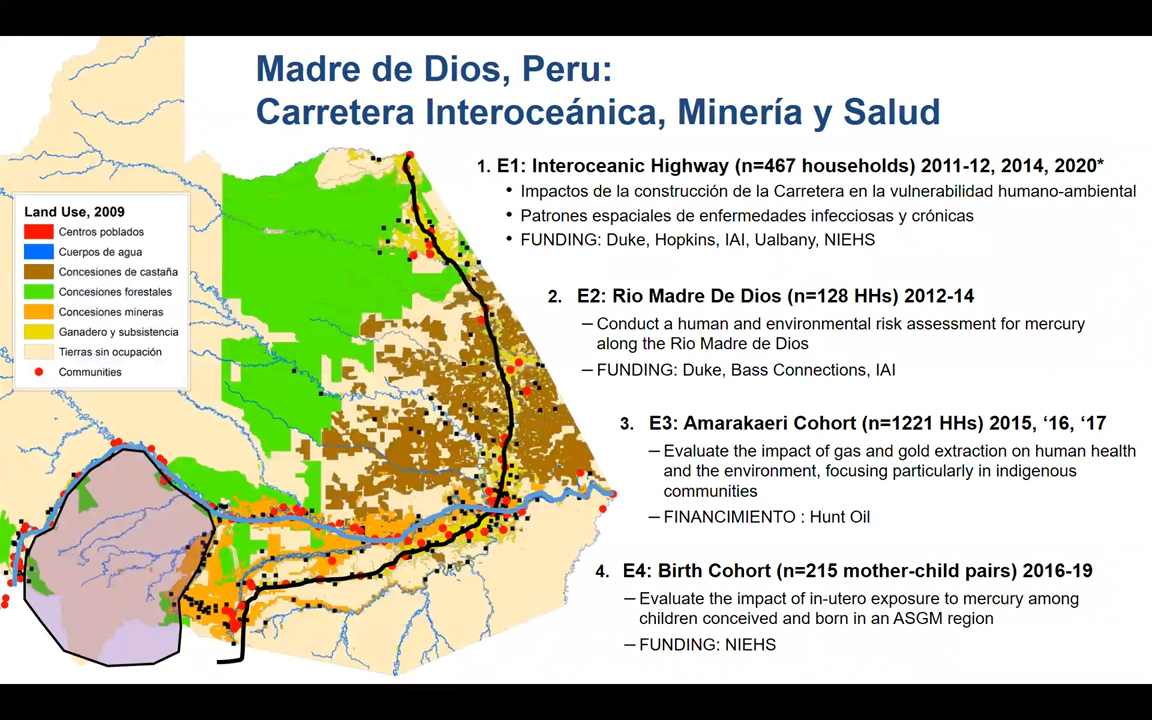 Madre de Dios, Peru:
Carretera Interoceánica, Minería y Salud
Land Use, 2009
Centros poblados
Cuerpos de agua
Concesiones de castaña
Concesiones forestales
Concesiones mineras
Ganadero y subsistencia
Tierras sin ocupación
Communities
1. E1: Interoceanic Highway (n=467 households) 2011-12, 2014, 2020*
• Impactos de la construcción de la Carretera en la vulnerabilidad humano-ambiental
• Patrones espaciales de enfermedades infecciosas y crónicas
• FUNDING: Duke, Hopkins, IAI, Ualbany, NIEHS
2. E2: Rio Madre De Dios (n=128 HHs) 2012-14
– Conduct a human and environmental risk assessment for mercury
along the Rio Madre de Dios
– FUNDING: Duke, Bass Connections, IAI
3. E3: Amarakaeri Cohort (n=1221 HHs) 2015, ‘16, ‘17
– Evaluate the impact of gas and gold extraction on human health
and the environment, focusing particularly in indigenous
communities
– FINANCIMIENTO : Hunt Oil
4. E4: Birth Cohort (n=215 mother-child pairs) 2016-19
– Evaluate the impact of in-utero exposure to mercury among
children conceived and born in an ASGM region
– FUNDING: NIEHS